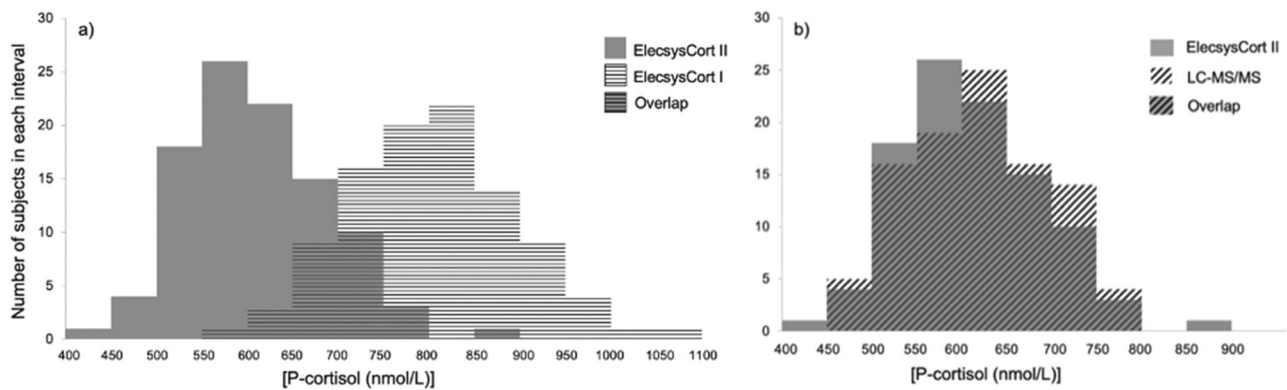 a)
30
25
20
15
10
5
0
Number of subjects in each interval
ElecsysCort II
ElecsysCort I
Overlap
400 450 500 550 600 650 700 750 800 850 900 950 1000 1050 1100
[P-cortisol (nmol/L)]
b)
30
25
20
15
10
5
0
ElecsysCort II
LC-MS/MS
Overlap
400 450 500 550 600 650 700 750 800 850 900
[P-cortisol (nmol/L)]